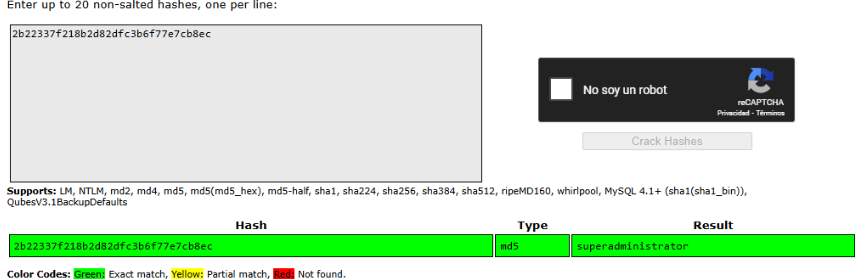 Enter up to 20 non-salted hashes, one per line:
2b22337f218b2d82dfc3b6f77e7cb8ec
No soy un robot
reCAPTCHA
Privacidad - Términos
Crack Hashes
Supports: LM, NTLM, md2, md4, md5, md5(md5_hex), md5-half, sha1, sha224, sha256, sha384, sha512, ripeMD160, whirlpool, MySQL 4.1+ (sha1(sha1_bin)),
QubesV3.1BackupDefaults
Hash Type Result
2b22337f218b2d82dfc3b6f77e7cb8ec md5 superadministrator
Color Codes: Green: Exact match, Yellow: Partial match, Red: Not found.